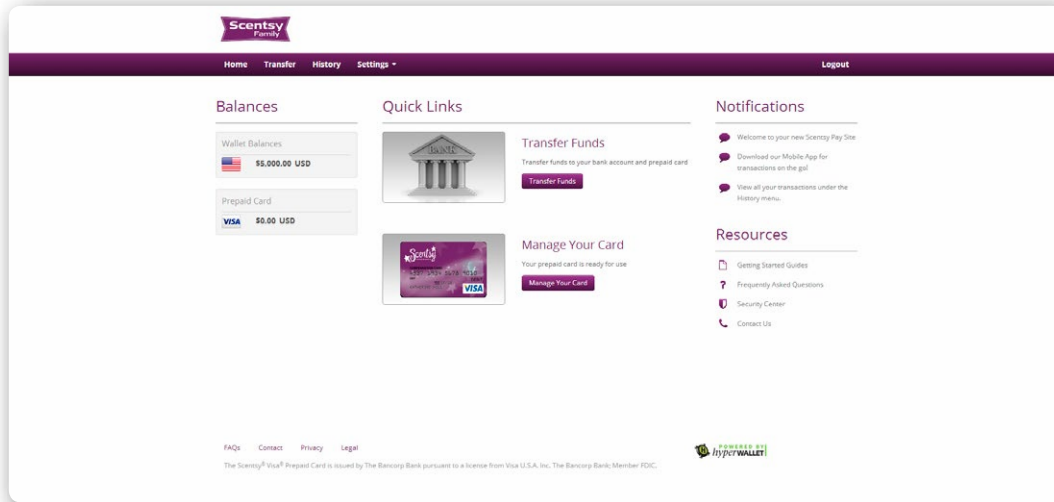 Scentsy
Family
Home Transfer History Settings Logout
Balances
Wallet Balances
$5,000.00 USD
Prepaid Card
VISA $0.00 USD
Quick Links
BANK
Transfer Funds
Transfer funds to your bank account and prepaid card
Transfer Funds
Scentsy
VISA
Manage Your Card
Your prepaid card is ready for use
Manage Your Card
Notifications
Welcome to your new Scentsy Pay Site
Download our Mobile App for
transactions on the go!
View all your transactions under the
History menu.
Resources
Getting Started Guides
Frequently Asked Questions
Security Center
Contact Us
FAQs Contact Privacy Legal
The Scentsy® Visa® Prepaid Card is issued by The Bancorp Bank pursuant to a license from Visa U.S.A. Inc. The Bancorp Bank; Member FDIC.
POWERED BY
hyperWALLET